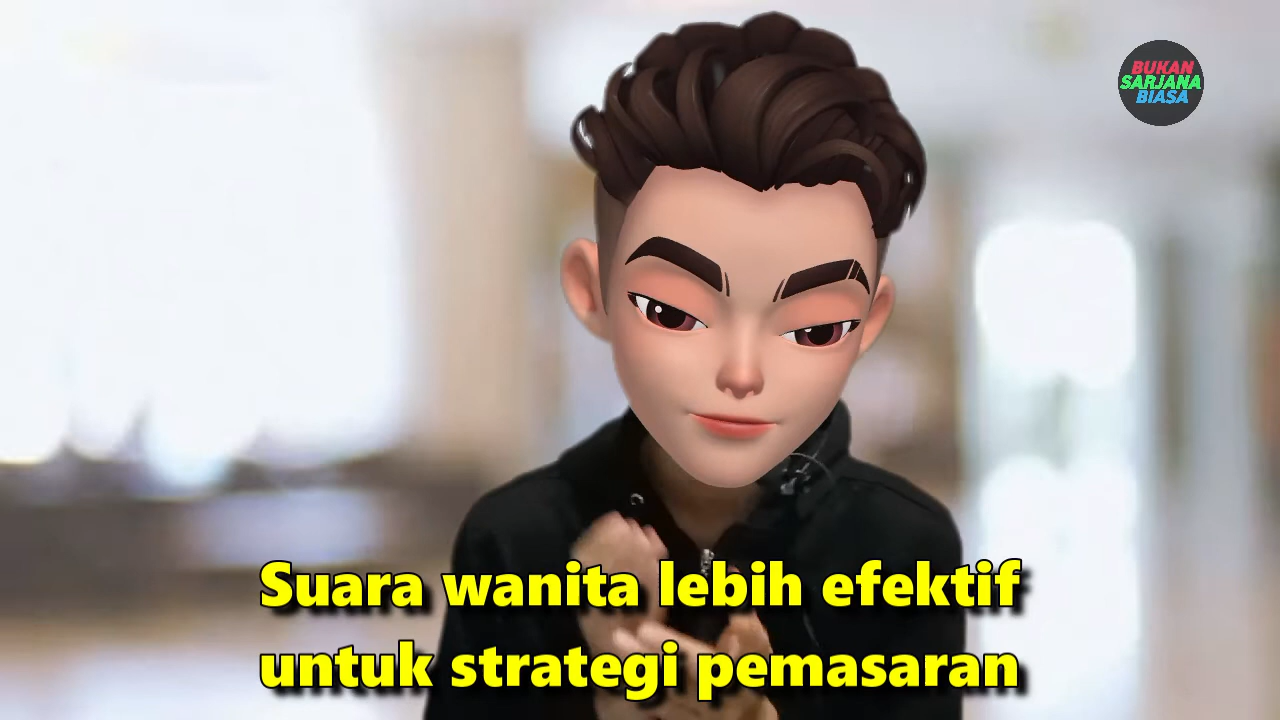 BUKAN
SARJANA
BIASA
Suara wanita lebih efektif
untuk strategi pemasaran